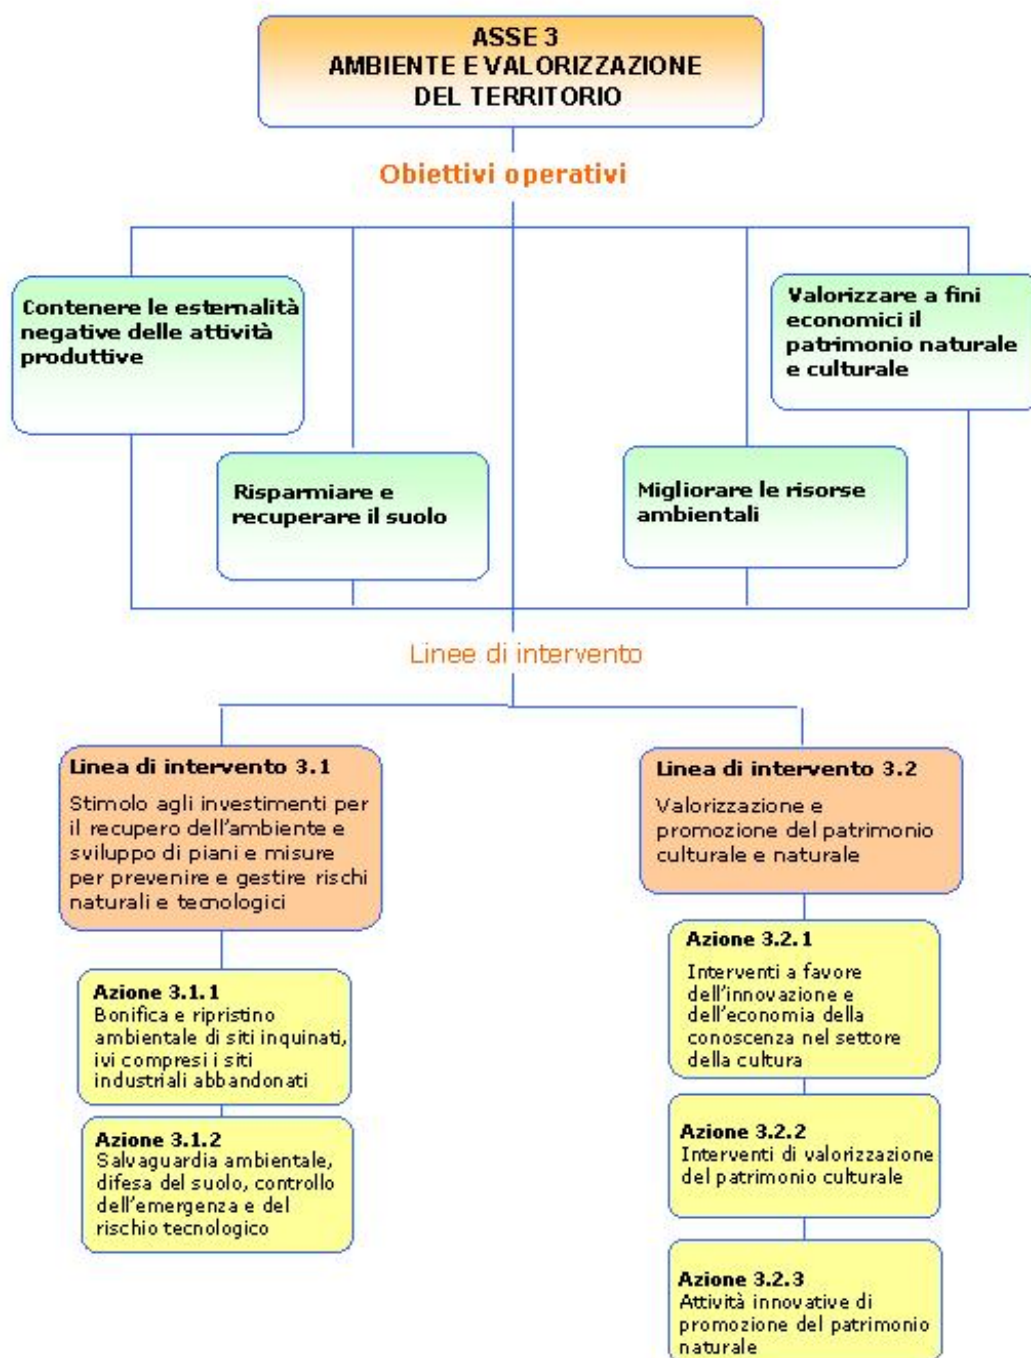 ASSE 3
AMBIENTE E VALORIZZAZIONE
DEL TERRITORIO
Obiettivi operativi
Contenere le esternalità
negative delle attività
produttive
Valorizzare a fini
economici il
patrimonio naturale
e culturale
Risparmiare e
recuperare il suolo
Migliorare le risorse
ambientali
Linee di intervento
Linea di intervento 3.1
Stimolo agli investimenti per
il recupero dell'ambiente e
sviluppo di piani e misure
per prevenire e gestire rischi
naturali e tecnologici
Azione 3.1.1
Bonifica e ripristino
ambientale di siti inquinati,
ivi compresi i siti
industriali abbandonati
Azione 3.1.2
Salvaguardia ambientale,
difesa del suolo, controllo
dell'emergenza e del
rischio tecnologico
Linea di intervento 3.2
Valorizzazione e
promozione del patrimonio
culturale e naturale
Azione 3.2.1
Interventi a favore
dell'innovazione e
dell'economia della
conoscenza nel settore
della cultura
Azione 3.2.2
Interventi di valorizzazione
del patrimonio culturale
Azione 3.2.3
Attività innovative di
promozione del patrimonio
naturale